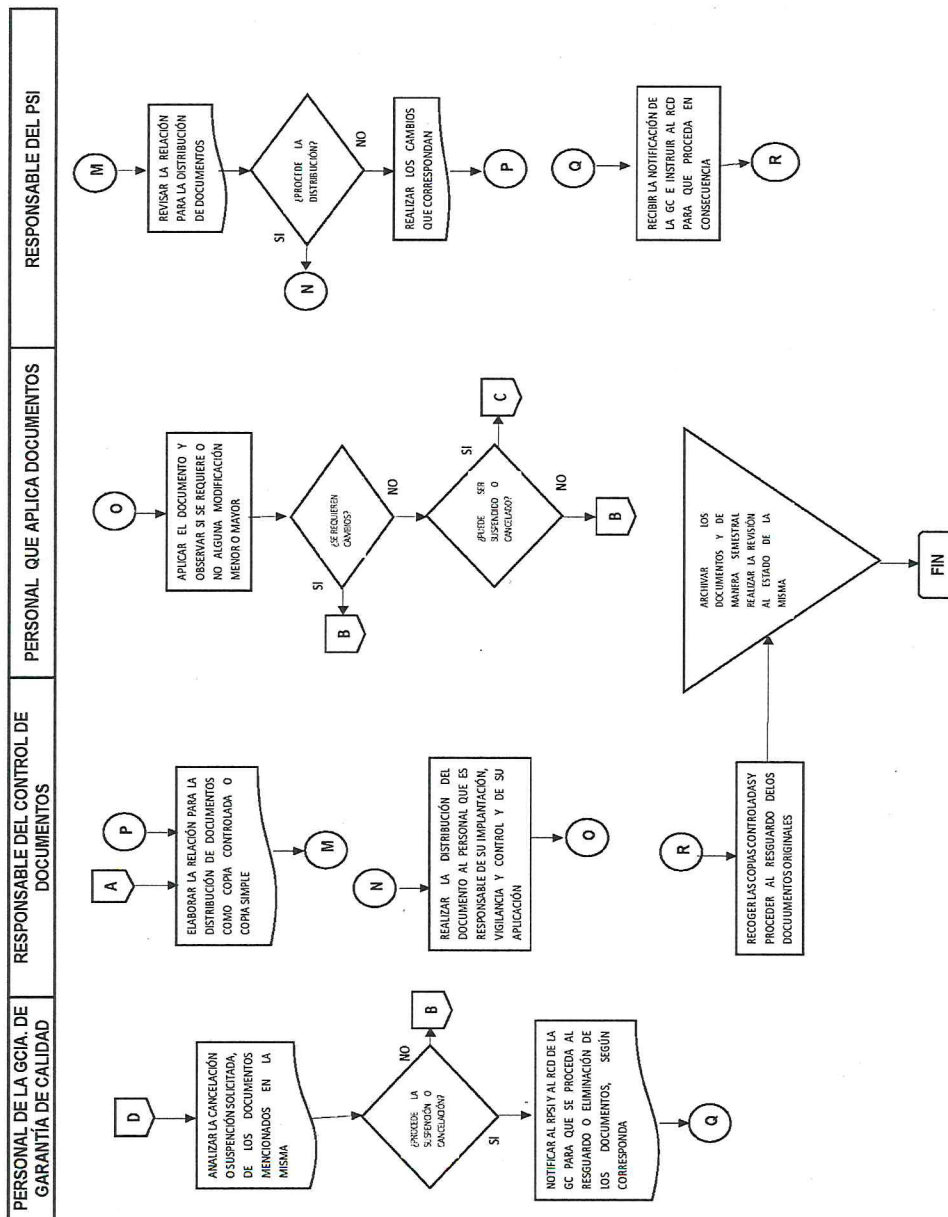 PERSONAL DE LA GCIA. DE
GARANTÍA DE CALIDAD
RESPONSABLE DEL CONTROL DE
DOCUMENTOS
PERSONAL QUE APLICA DOCUMENTOS
RESPONSABLE DEL PSI
D
ANALIZAR LA CANCELACIÓN
O SUSPENCIÓN SOLICITADA,
DE LOS DOCUMENTOS
MENCIONADOS EN LA
MISMA
¿PROCEDE LA
SUSPENCIÓN O
CANCELACIÓN?
NO
B
SI
NOTIFICAR AL RPSI Y AL RCD DE LA
GC PARA QUE SE PROCEDA AL
RESGUARDO O ELIMINACIÓN DE
LOS DOCUMENTOS, SEGÚN
CORRESPONDA
Q
A
P
ELABORAR LA RELACIÓN PARA LA
DISTRIBUCIÓN DE DOCUMENTOS
COMO COPIA CONTROLADA O
COPIA SIMPLE
M
N
REALIZAR LA DISTRIBUCIÓN DEL
DOCUMENTO AL PERSONAL QUE ES
RESPONSABLE DE SU IMPLANTACIÓN,
VIGILANCIA Y CONTROL Y DE SU
APLICACIÓN
O
R
RECOGER LAS COPIAS CONTROLADAS Y
PROCEDER AL RESGUARDO DELOS
DOCUUMENTOS ORIGINALES
O
APLICAR EL DOCUMENTO Y
OBSERVAR SI SE REQUIERE O
NO ALGUNA MODIFICACIÓN
MENOR O MAYOR
¿SE REQUIEREN
CAMBIOS?
SI
B
NO
¿PUEDE SER
SUSPENDIDO O
CANCELADO?
SI
C
NO
B
ARCHIVAR LOS
DOCUMENTOS Y DE
MANERA SEMESTRAL
REALIZAR LA REVISIÓN
AL ESTADO DE LA
MISMA
FIN
M
REVISAR LA RELACIÓN
PARA LA DISTRIBUCIÓN
DE DOCUMENTOS
¿PROCEDE LA
DISTRIBUCIÓN?
SI
N
NO
REALIZAR LOS CAMBIOS
QUE CORRESPONDAN
P
Q
RECIBIR LA NOTIFICACIÓN DE
LA GC E INSTRUIR AL RCD
PARA QUE PROCEDA EN
CONSECUENCIA
R